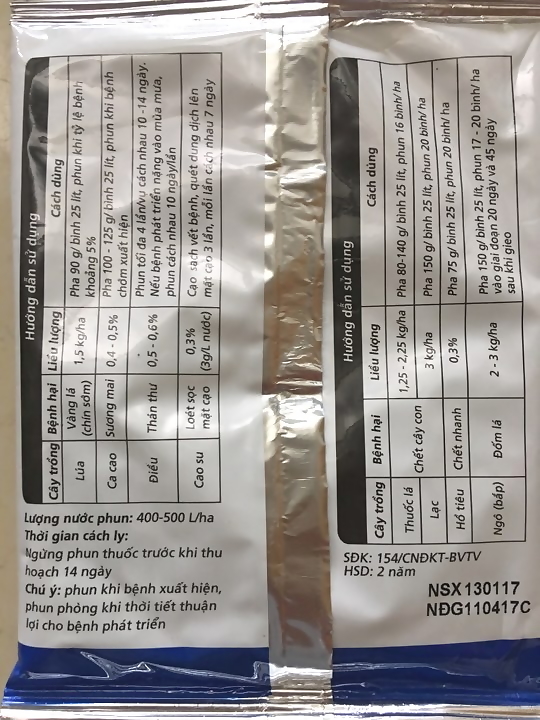 Hướng dẫn sử dụng
Cây trồng Bệnh hại Liều lượng Cách dùng
Lúa Vàng lá (chín sớm) 1,5 kg/ha Pha 90 g/ bình 25 lít, phun khi tỷ lệ bệnh
khoảng 5%
Ca cao Sương mai 0,4 - 0,5% Pha 100 - 125 g/ bình 25 lít, phun khi bệnh
chớm xuất hiện
Điều Thán thư 0,5 - 0,6% Phun tối đa 4 lần/vụ cách nhau 10 -14 ngày.
Nếu bệnh phát triển nặng vào mùa mưa,
phun cách nhau 10 ngày/lần
Cao su Loét sọc mặt cạo 0,3% (3g/L nước) Cạo sạch vết bệnh, quét dung dịch lên
mặt cạo 3 lần, mỗi lần cách nhau 7 ngày
Lượng nước phun: 400-500 L/ha
Thời gian cách ly:
Ngừng phun thuốc trước khi thu
hoạch 14 ngày
Chú ý: phun khi bệnh xuất hiện,
phun phòng khi thời tiết thuận
lợi cho bệnh phát triển
Hướng dẫn sử dụng
Cây trồng Bệnh hại Liều lượng Cách dùng
Thuốc lá Chết cây con 1,25 - 2,25 kg/ha Pha 80-140 g/ bình 25 lít, phun 16 bình/ ha
Lạc 3 kg/ha Pha 150 g/ bình 25 lít, phun 20 bình/ ha
Hồ tiêu Chết nhanh 0,3% Pha 75 g/ bình 25 lít, phun 20 bình/ ha
Ngô (bắp) Đốm lá 2 - 3 kg/ha Pha 150 g/ bình 25 lít, phun 17 - 20 bình/ ha
vào giai đoạn 20 ngày và 45 ngày
sau khi gieo
SĐK: 154/CNĐKT-BVTV
HSD: 2 năm
NSX130117
NĐG110417C